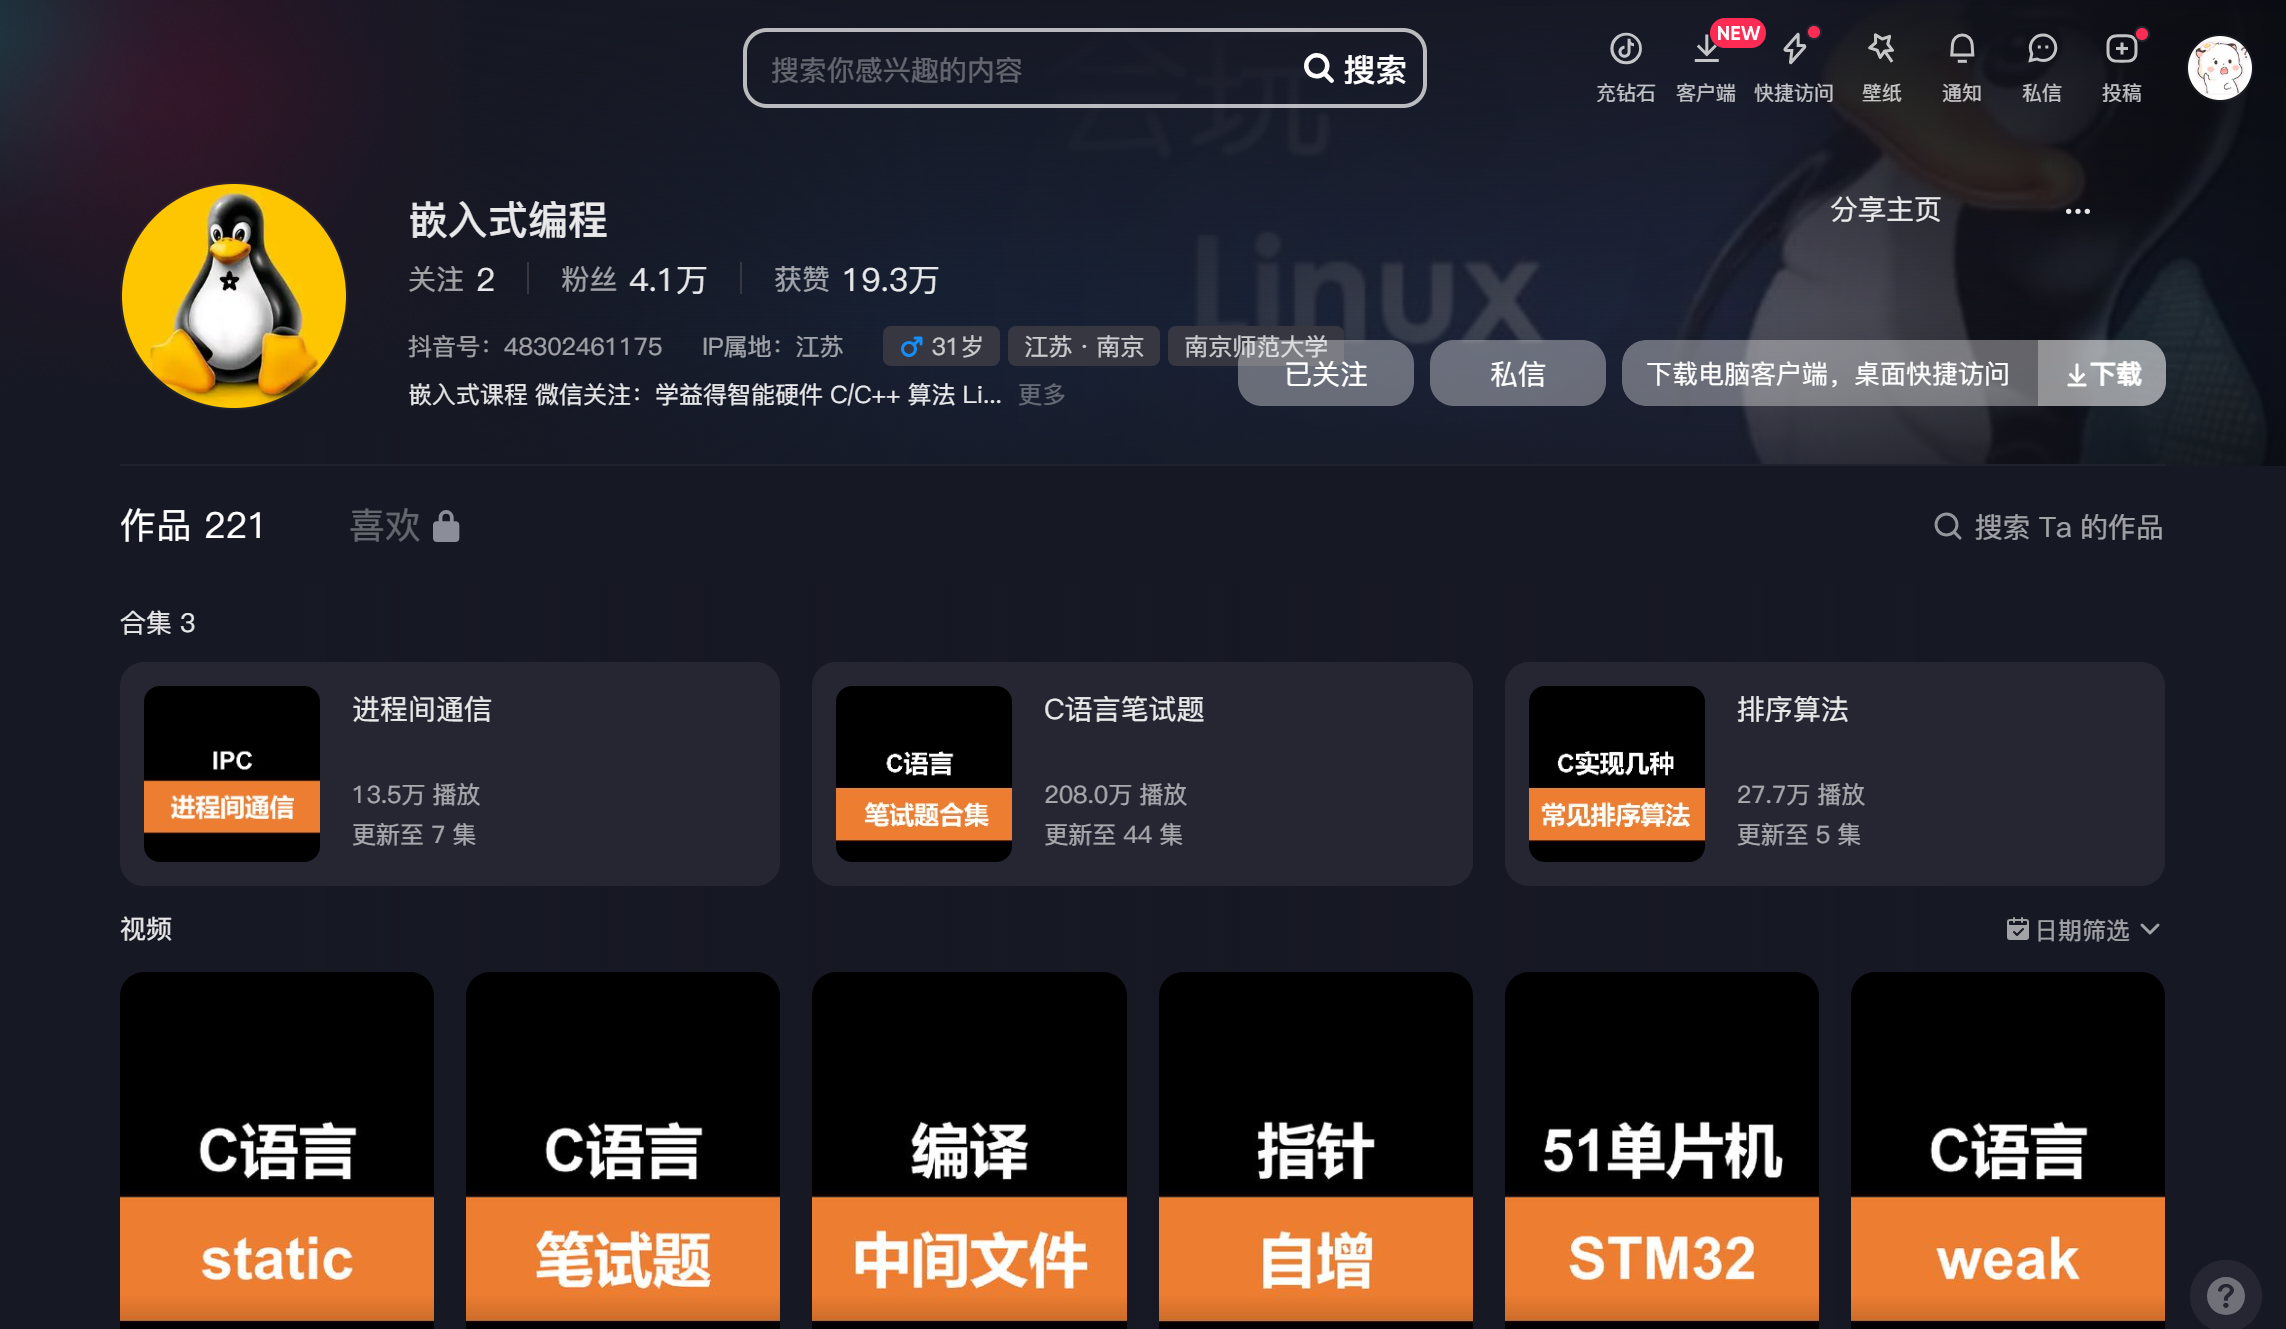 搜索你感兴趣的内容
搜索
充钻石
NEW
客户端
快捷访问
壁纸
通知
私信
投稿
会玩
Linux
嵌入式编程
分享主页
关注 2
粉丝 4.1万
获赞 19.3万
抖音号：48302461175 IP属地：江苏
31岁
江苏 · 南京
南京师范大学
嵌入式课程 微信关注：学益得智能硬件 C/C++ 算法 Li... 更多
已关注
私信
下载电脑客户端，桌面快捷访问
下载
作品 221
喜欢
搜索 Ta 的作品
合集 3
IPC
进程间通信
进程间通信
13.5万 播放
更新至 7 集
C语言
笔试题合集
C语言笔试题
208.0万 播放
更新至 44 集
C实现几种
常见排序算法
排序算法
27.7万 播放
更新至 5 集
视频
日期筛选
C语言
static
C语言
笔试题
编译
中间文件
指针
自增
51单片机
STM32
C语言
weak
?